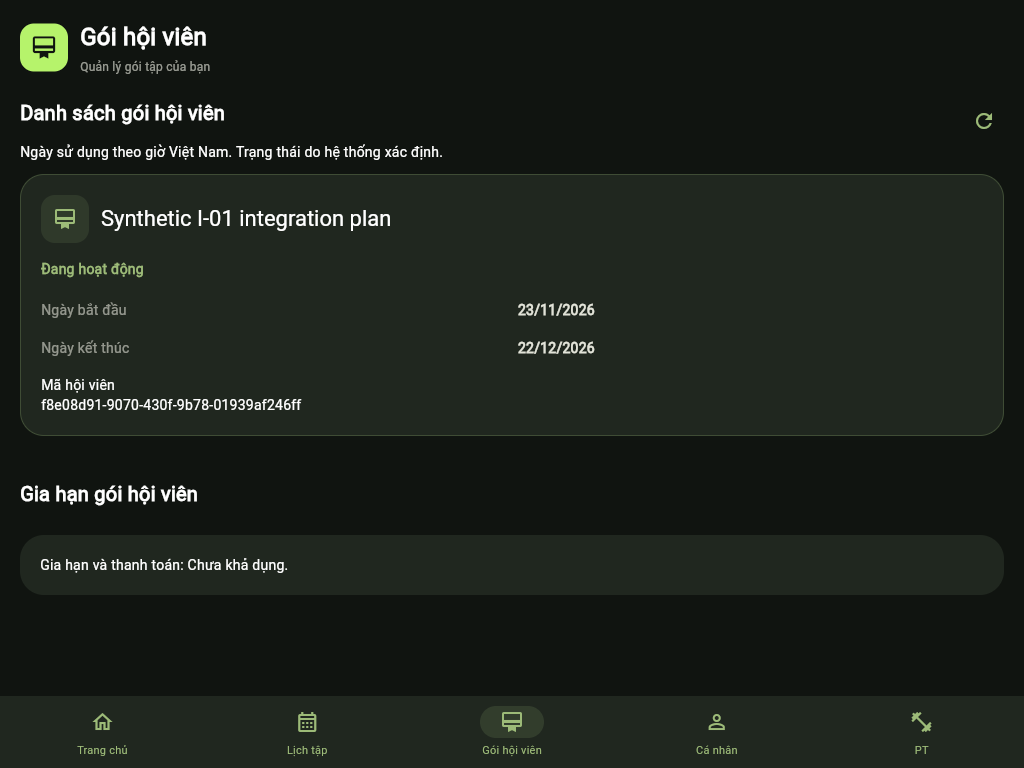 Gói hội viên
Quản lý gói tập của bạn
Danh sách gói hội viên
Ngày sử dụng theo giờ Việt Nam. Trạng thái do hệ thống xác định.
Synthetic I-01 integration plan
Đang hoạt động
Ngày bắt đầu 23/11/2026
Ngày kết thúc 22/12/2026
Mã hội viên
f8e08d91-9070-430f-9b78-01939af246ff
Gia hạn gói hội viên
Gia hạn và thanh toán: Chưa khả dụng.
Trang chủ Lịch tập Gói hội viên Cá nhân PT